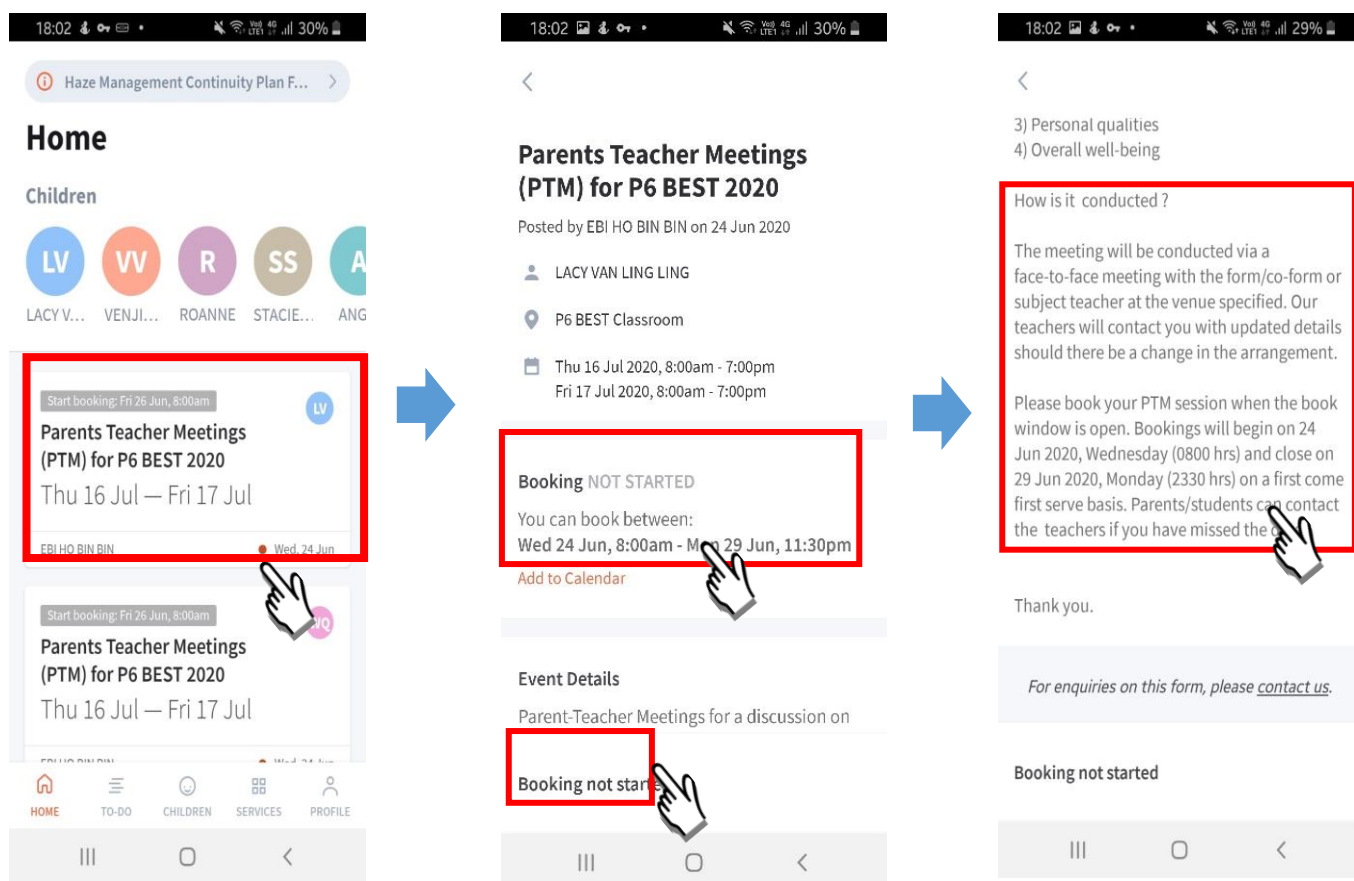 18:02 30%
Haze Management Continuity Plan F...
Home
Children
LV VV R SS A
LACY V... VENJI... ROANNE STACIE... ANG
Start booking: Fri 26 Jun, 8:00am
LV
Parents Teacher Meetings
(PTM) for P6 BEST 2020
Thu 16 Jul — Fri 17 Jul
EBI HO BIN BIN Wed, 24 Jun
Start booking: Fri 26 Jun, 8:00am
Parents Teacher Meetings
(PTM) for P6 BEST 2020
Thu 16 Jul — Fri 17 Jul
HOME TO-DO CHILDREN SERVICES PROFILE
18:02 30%
Parents Teacher Meetings
(PTM) for P6 BEST 2020
Posted by EBI HO BIN BIN on 24 Jun 2020
LACY VAN LING LING
P6 BEST Classroom
Thu 16 Jul 2020, 8:00am - 7:00pm
Fri 17 Jul 2020, 8:00am - 7:00pm
Booking NOT STARTED
You can book between:
Wed 24 Jun, 8:00am - Mon 29 Jun, 11:30pm
Add to Calendar
Event Details
Parent-Teacher Meetings for a discussion on
Booking not started
18:02 29%
3) Personal qualities
4) Overall well-being
How is it conducted ?
The meeting will be conducted via a
face-to-face meeting with the form/co-form or
subject teacher at the venue specified. Our
teachers will contact you with updated details
should there be a change in the arrangement.
Please book your PTM session when the book
window is open. Bookings will begin on 24
Jun 2020, Wednesday (0800 hrs) and close on
29 Jun 2020, Monday (2330 hrs) on a first come
first serve basis. Parents/students can contact
the teachers if you have missed the
Thank you.
For enquiries on this form, please contact us.
Booking not started